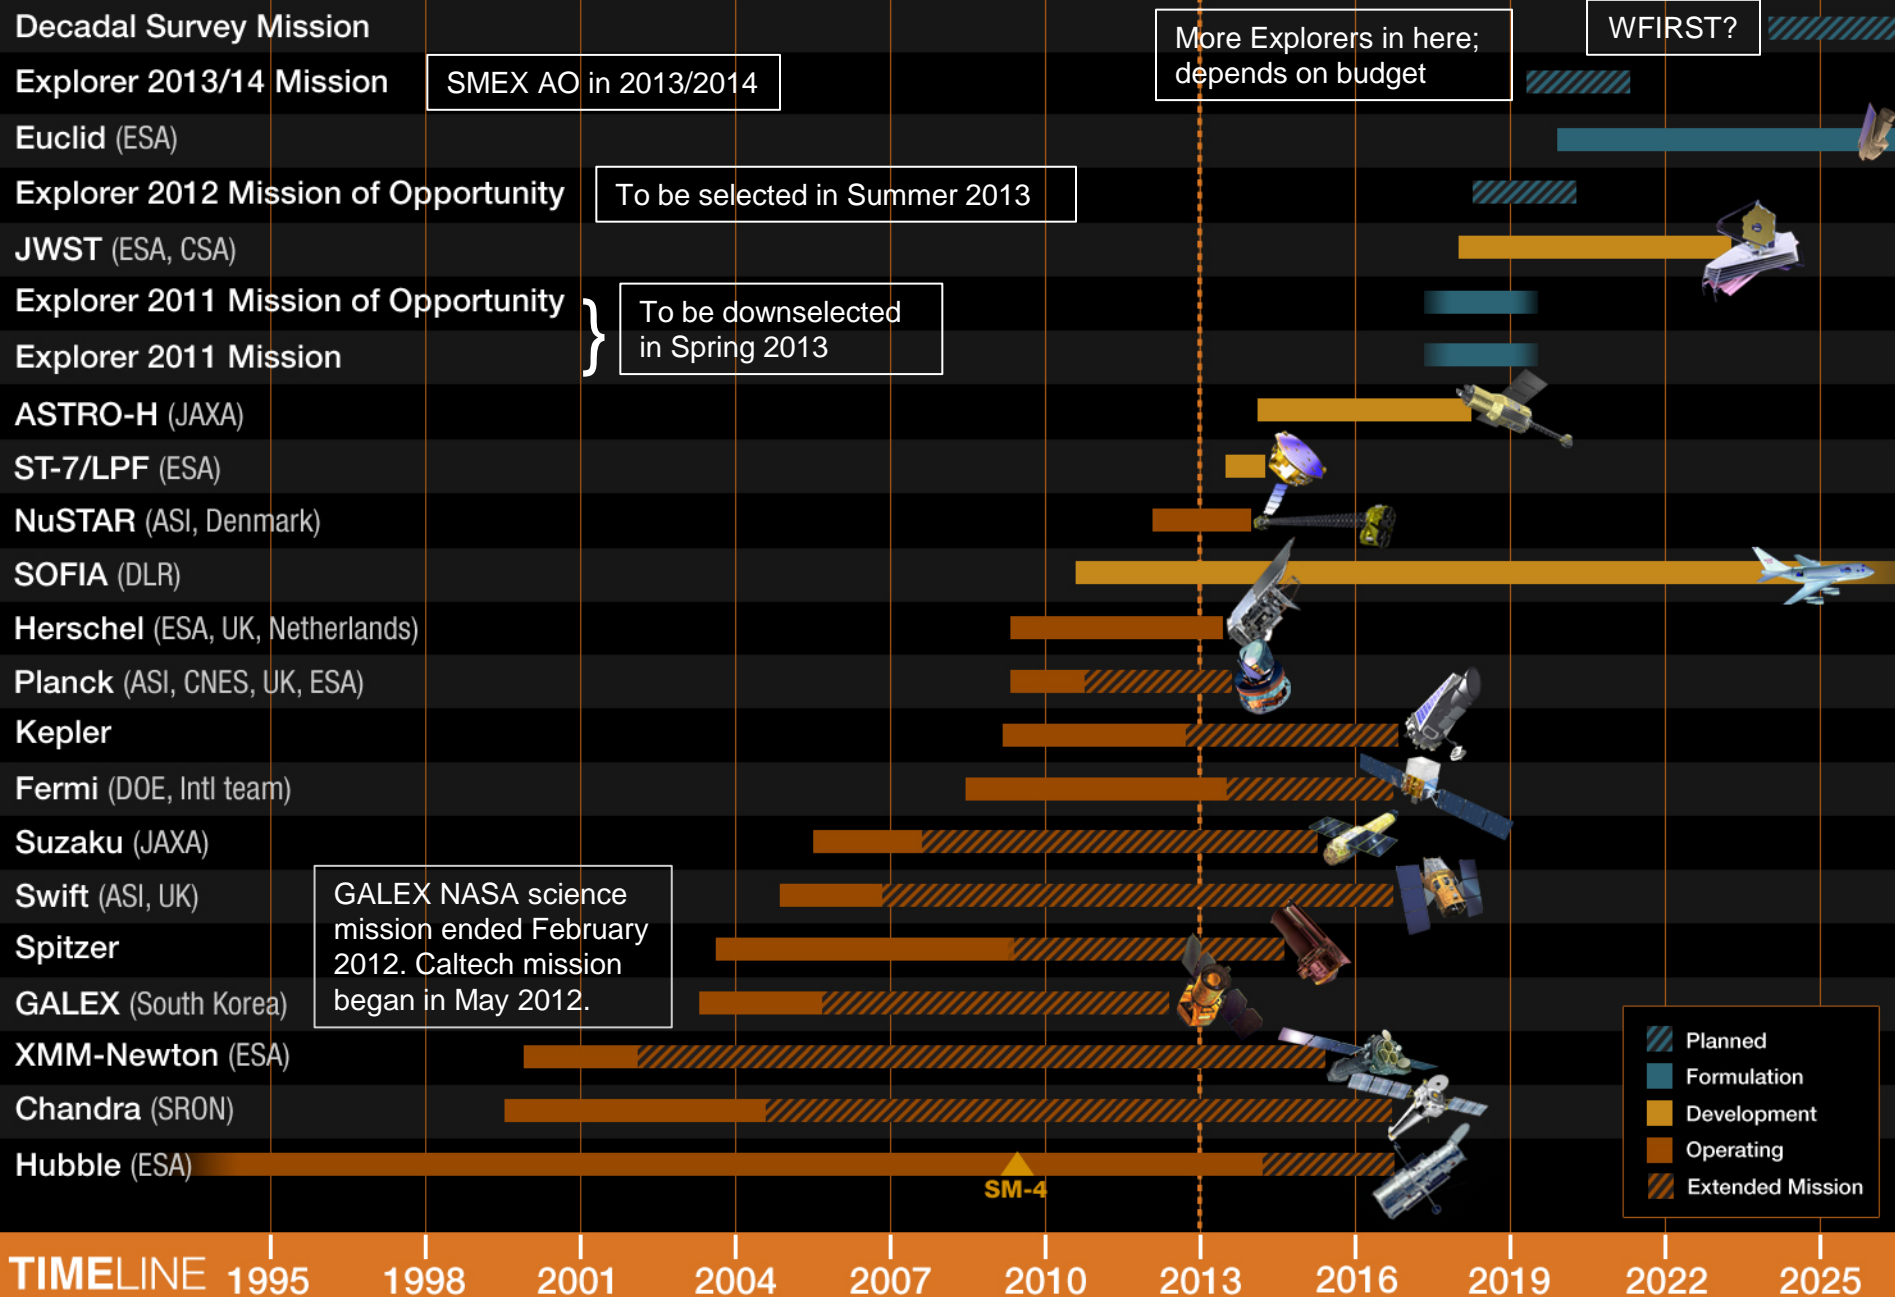 Decadal Survey Mission
WFIRST?
More Explorers in here;
depends on budget
Explorer 2013/14 Mission
SMEX AO in 2013/2014
Euclid (ESA)
Explorer 2012 Mission of Opportunity
To be selected in Summer 2013
JWST (ESA, CSA)
Explorer 2011 Mission of Opportunity
Explorer 2011 Mission
}
To be downselected
in Spring 2013
ASTRO-H (JAXA)
ST-7/LPF (ESA)
NuSTAR (ASI, Denmark)
SOFIA (DLR)
Herschel (ESA, UK, Netherlands)
Planck (ASI, CNES, UK, ESA)
Kepler
Fermi (DOE, Intl team)
Suzaku (JAXA)
Swift (ASI, UK)
Spitzer
GALEX (South Korea)
GALEX NASA science
mission ended February
2012. Caltech mission
began in May 2012.
XMM-Newton (ESA)
Chandra (SRON)
Hubble (ESA)
SM-4
Planned
Formulation
Development
Operating
Extended Mission
TIMELINE 1995 1998 2001 2004 2007 2010 2013 2016 2019 2022 2025